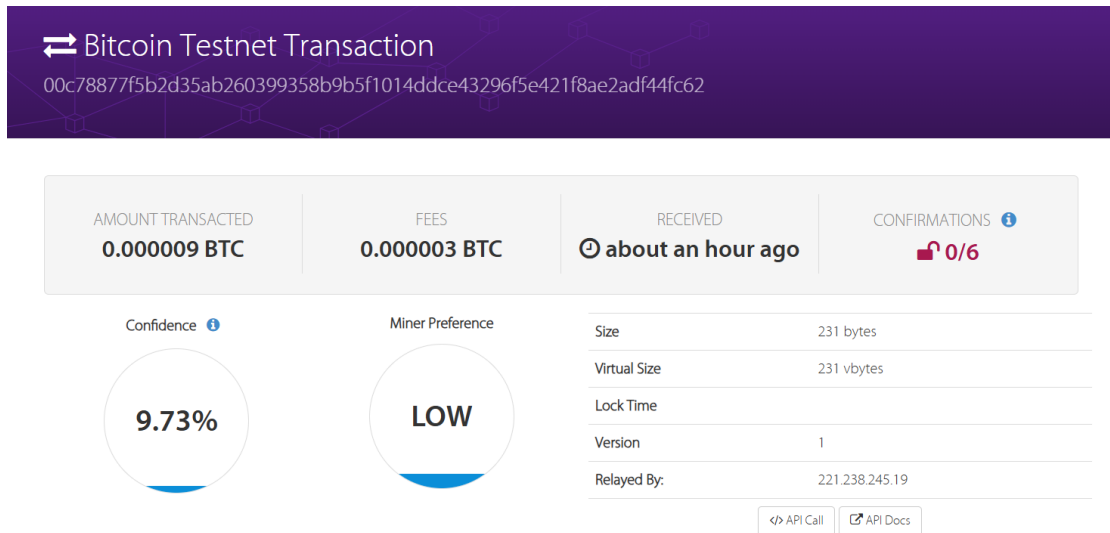 Bitcoin Testnet Transaction
00c78877f5b2d35ab260399358b9b5f1014ddce43296f5e421f8ae2adf44fc62
AMOUNT TRANSACTED
0.000009 BTC
FEES
0.000003 BTC
RECEIVED
about an hour ago
CONFIRMATIONS
0/6
Confidence
9.73%
Miner Preference
LOW
Size 231 bytes
Virtual Size 231 vbytes
Lock Time
Version 1
Relayed By: 221.238.245.19
</> API Call API Docs